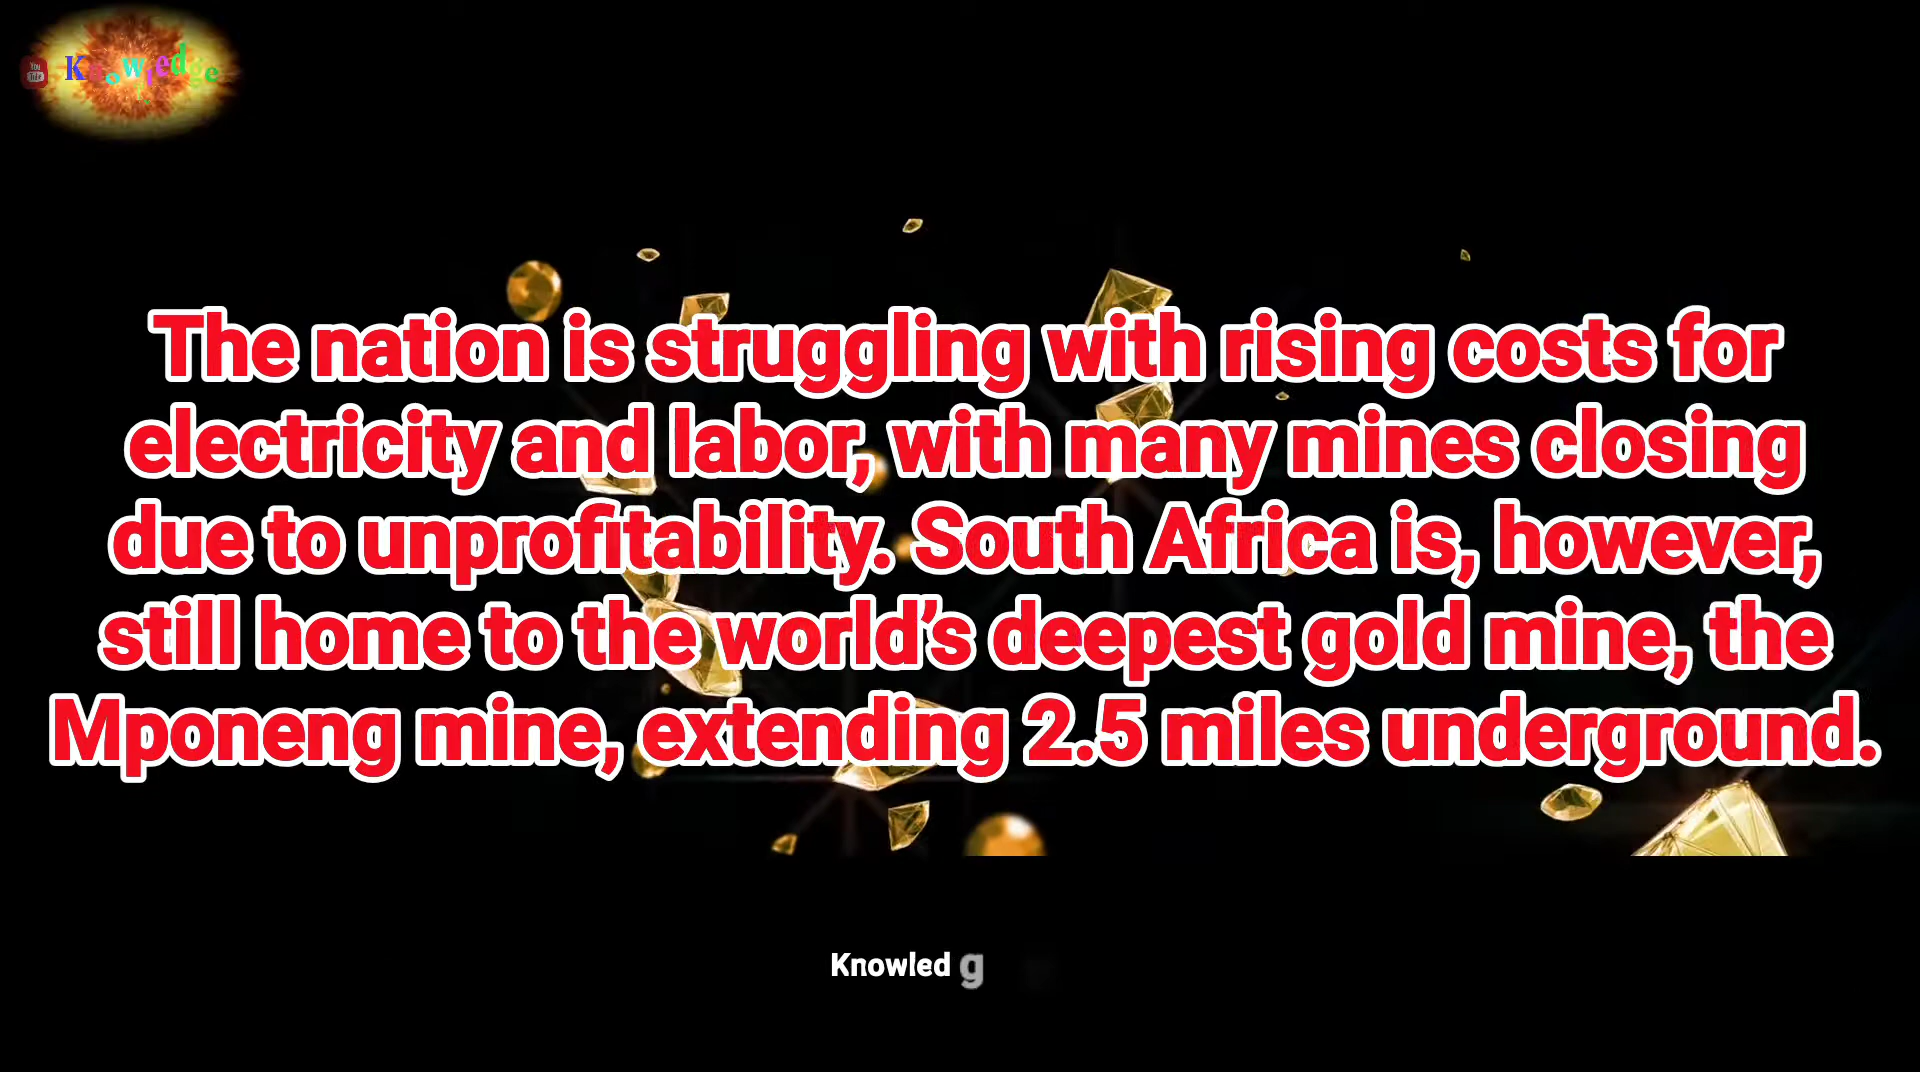 You
Tube
Knowledge
The nation is struggling with rising costs for
electricity and labor, with many mines closing
due to unprofitability. South Africa is, however,
still home to the world’s deepest gold mine, the
Mponeng mine, extending 2.5 miles underground.
Knowled g